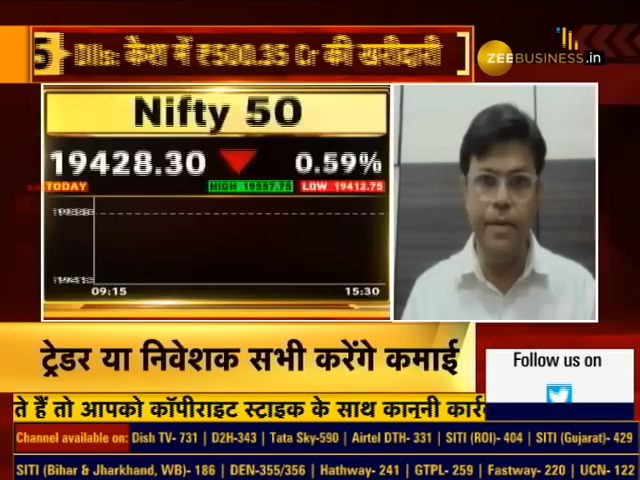 5 DIIs: कैश में ₹500.35 Cr की खरीदारी
ZEEBUSINESS.in
Nifty 50
19428.30 0.59%
TODAY HIGH 19557.75 LOW 19412.75
09:15 15:30
ट्रेडर या निवेशक सभी करेंगे कमाई
Follow us on
ते हैं तो आपको कॉपीराइट स्ट्राइक के साथ कानूनी कार्रव
Channel available on: Dish TV- 731 | D2H-343 | Tata Sky-590 | Airtel DTH- 331 | SITI (ROI)- 404 | SITI (Gujarat)- 429
SITI (Bihar & Jharkhand, WB)- 186 | DEN-355/356 | Hathway- 241 | GTPL- 259 | Fastway- 220 | UCN- 122